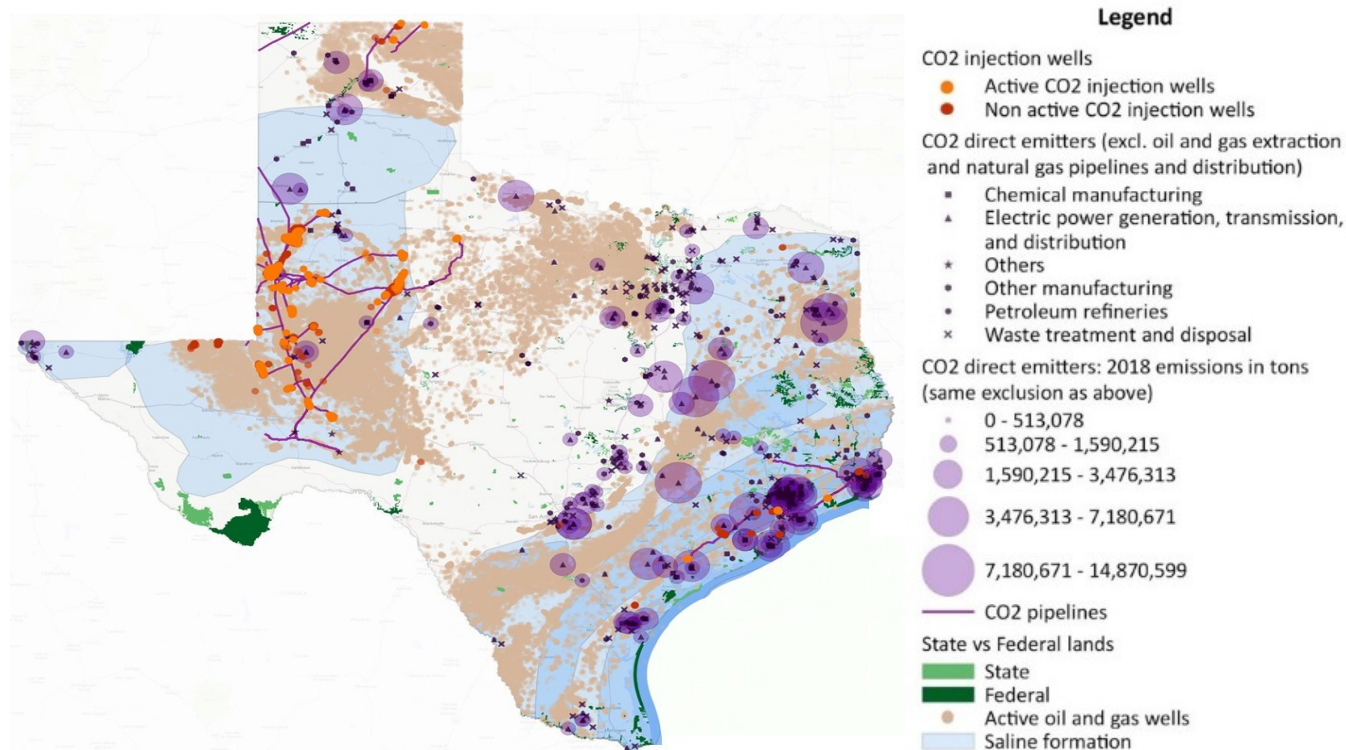 Legend
CO2 injection wells
Active CO2 injection wells
Non active CO2 injection wells
CO2 direct emitters (excl. oil and gas extraction
and natural gas pipelines and distribution)
Chemical manufacturing
Electric power generation, transmission,
and distribution
Others
Other manufacturing
Petroleum refineries
Waste treatment and disposal
CO2 direct emitters: 2018 emissions in tons
(same exclusion as above)
0 - 513,078
513,078 - 1,590,215
1,590,215 - 3,476,313
3,476,313 - 7,180,671
7,180,671 - 14,870,599
CO2 pipelines
State vs Federal lands
State
Federal
Active oil and gas wells
Saline formation